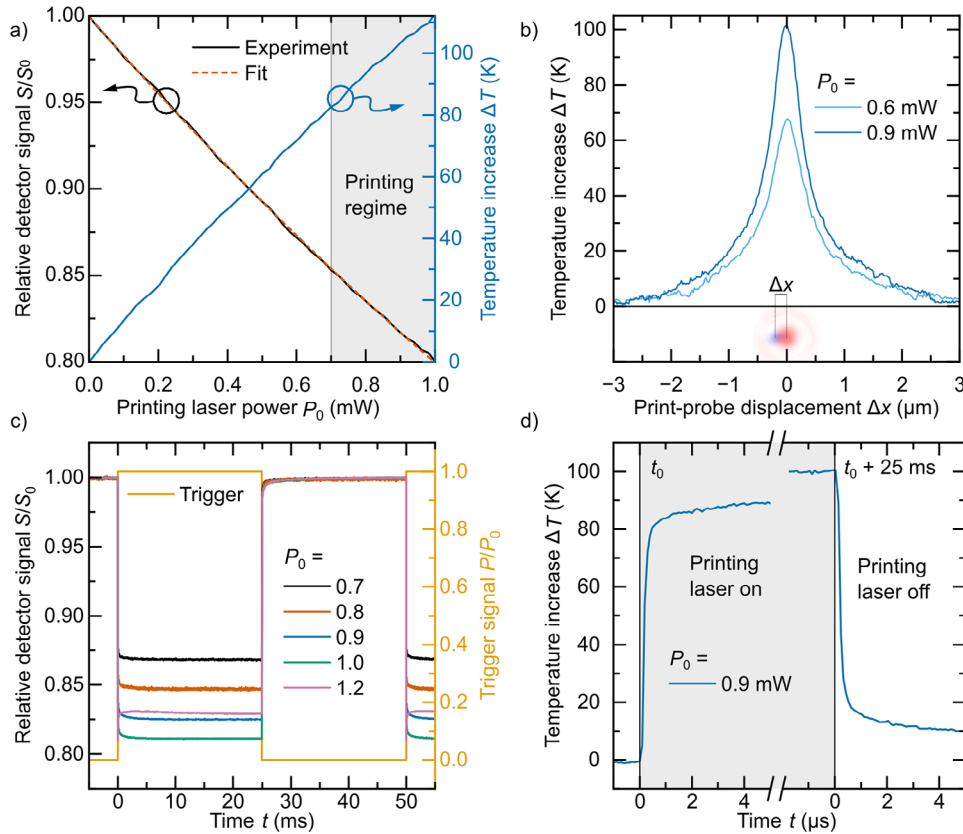 a)
Relative detector signal S/S⁰
1.00
0.95
0.90
0.85
0.80
Experiment
Fit
Printing
regime
100
80
60
40
20
0
Temperature increase Δ T (K)
0.0
0.2
0.4
0.6
0.8
1.0
Printing laser power P₀ (mW)
b)
Temperature increase Δ T (K)
100
80
60
40
20
0
P₀ =
0.6 mW
0.9 mW
Δx
−3
−2
−1
0
1
2
3
Print-probe displacement Δx (µm)
c)
Relative detector signal S/S₀
1.00
0.95
0.90
0.85
0.80
Trigger
P₀ =
0.7
0.8
0.9
1.0
1.2
1.0
0.8
0.6
0.4
0.2
0.0
Trigger signal P/P₀
0
10
20
30
40
50
Time t (ms)
d)
Temperature increase Δ T (K)
100
80
60
40
20
0
t₀
t₀ + 25 ms
Printing
laser on
Printing
laser off
P₀ =
0.9 mW
0
2
4
0
2
4
Time t (µs)